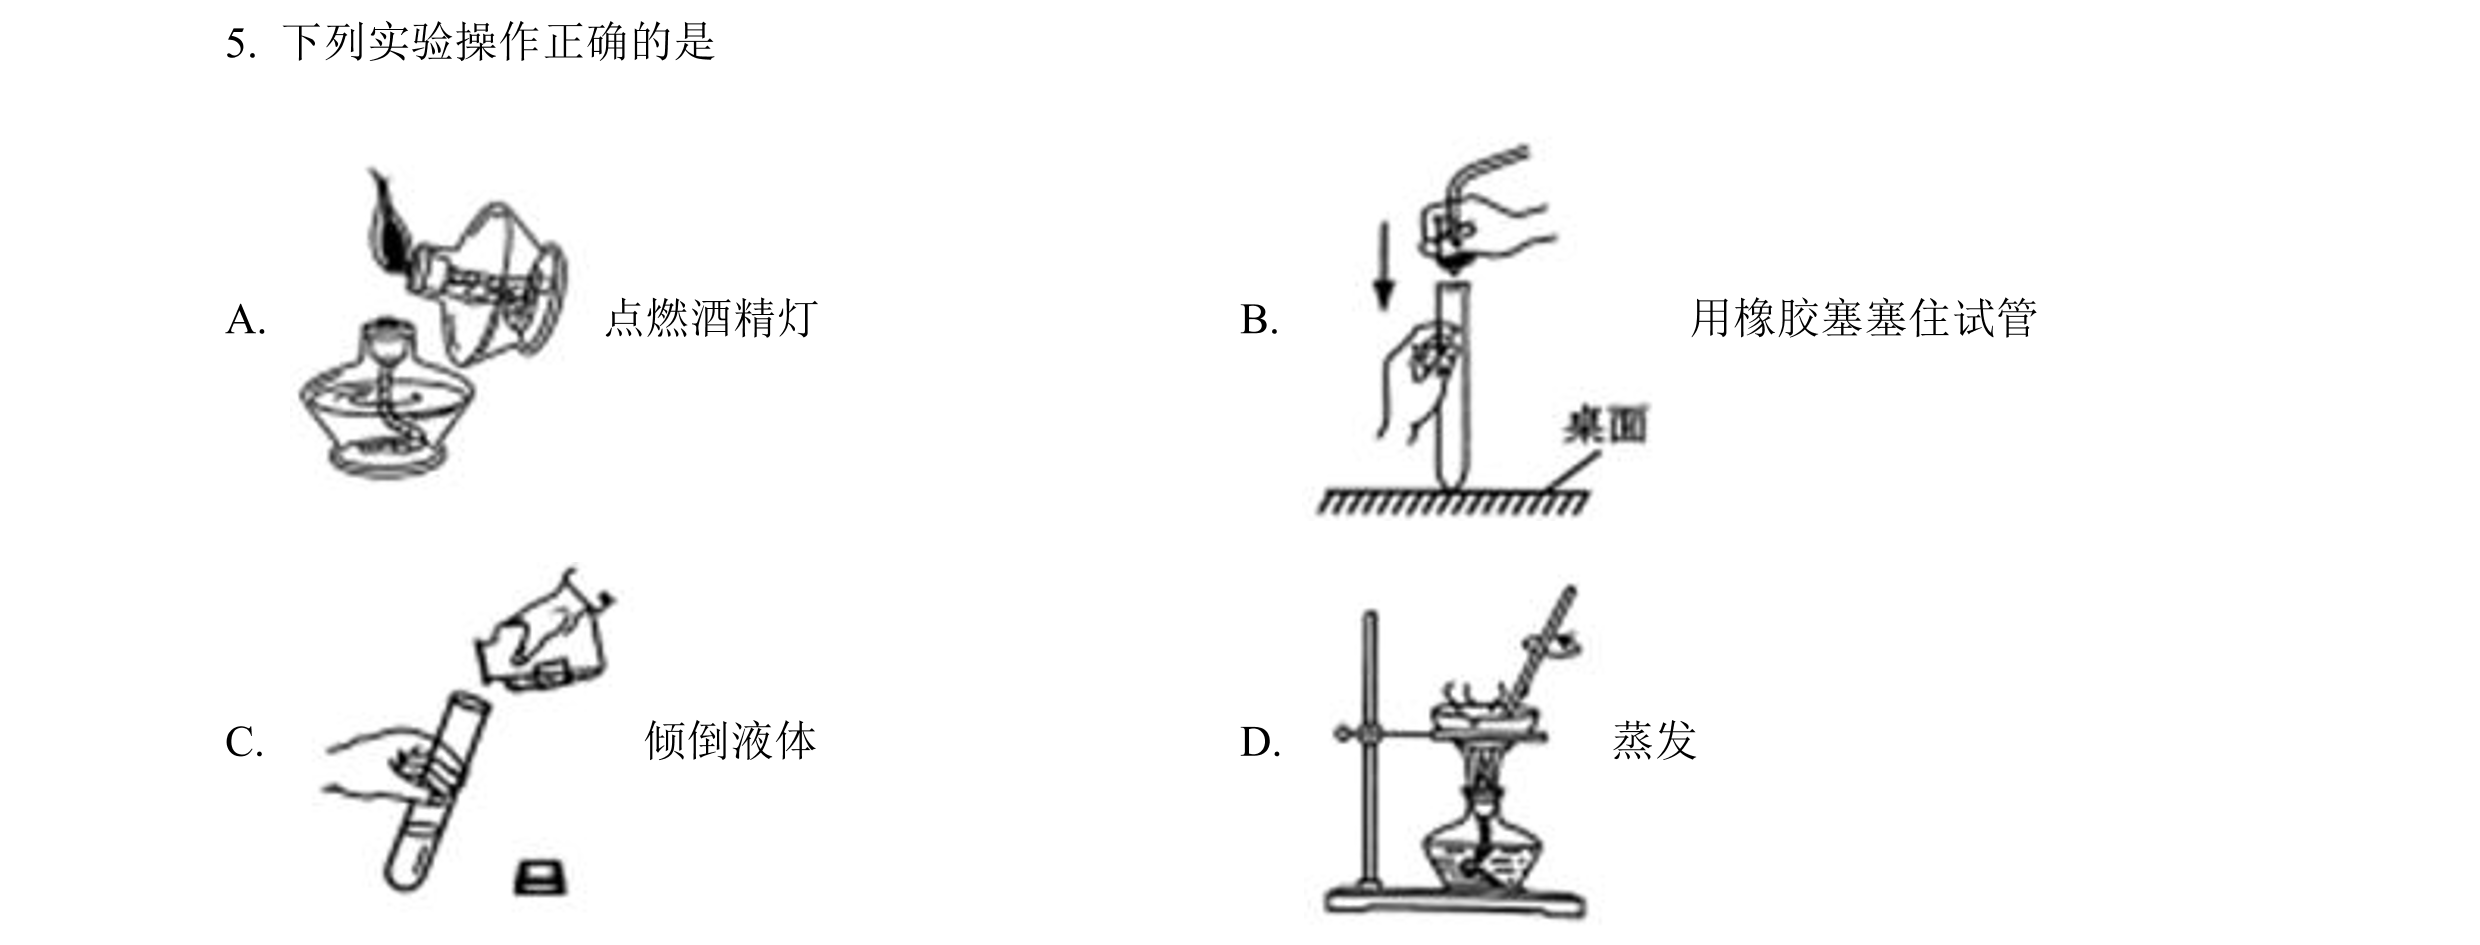 5. 下列实验操作正确的是
A. 点燃酒精灯
B. 用橡胶塞塞住试管
桌面
C. 倾倒液体
D. 蒸发